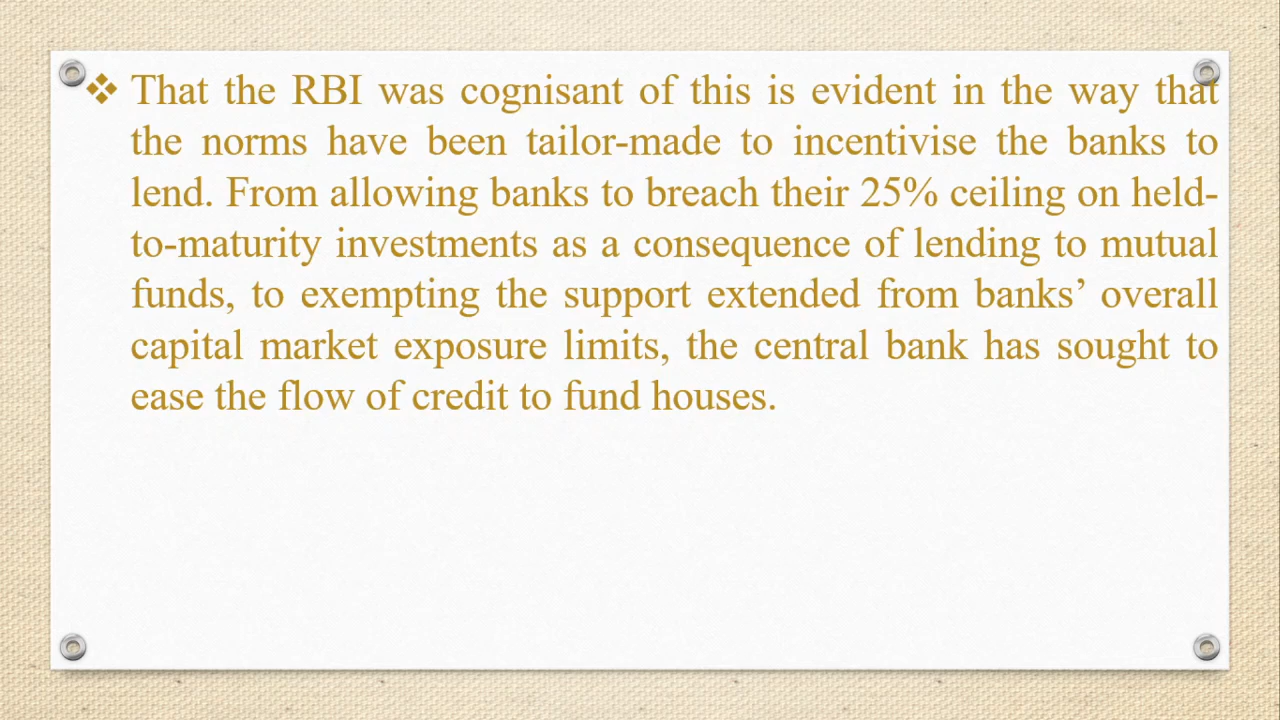 ❖ That the RBI was cognisant of this is evident in the way that
the norms have been tailor-made to incentivise the banks to
lend. From allowing banks to breach their 25% ceiling on held-
to-maturity investments as a consequence of lending to mutual
funds, to exempting the support extended from banks’ overall
capital market exposure limits, the central bank has sought to
ease the flow of credit to fund houses.